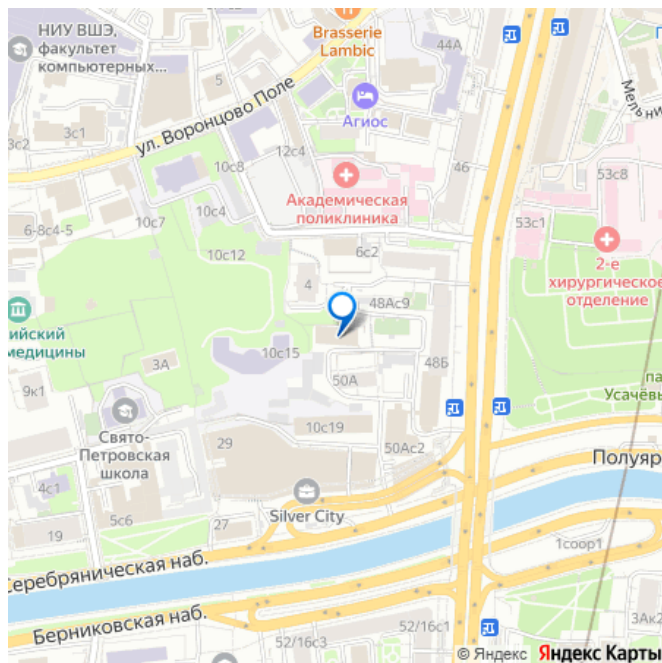 НИУ ВШЭ,
факультет
компьютерных...
Brasserie
Lambic
44А
5
3с1
3с2
ул. Воронцово Поле
Агиос
12с4
10с8
46
Академическая
поликлиника
53с8
53с1
10с4
10с7
6-8с4-5
6с2
10с12
2-е
хирургическое
отделение
4
48Ас9
ийский
медицины
10с15
48Б
3А
50А
9к1
па
Усачёвы
Свято-
Петровская
школа
10с19
29
50Ас2
Полуяр
4с1
Silver City
5с6
27
19
1соор1
Серебряническая наб.
Берниковская наб.
3Ак2
52/16с3
52/16с1
© Яндекс Яндекс Карты